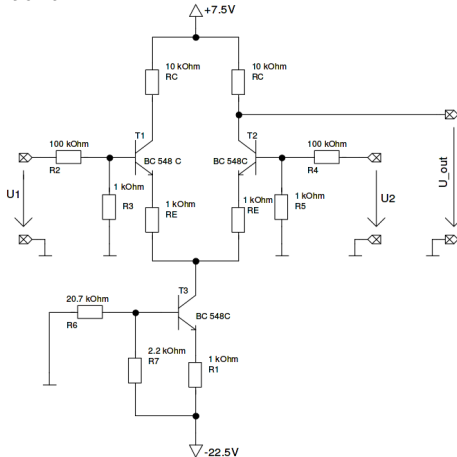 +7.5V
10 kOhm
RC
10 kOhm
RC
T1
T2
100 kOhm
R2
BC 548 C
BC 548C
100 kOhm
R4
U1
1 kOhm
R3
1 kOhm
RE
1 kOhm
RE
1 kOhm
R5
U2
U_out
T3
20.7 kOhm
R6
BC 548C
2.2 kOhm
R7
1 kOhm
R1
-22.5V